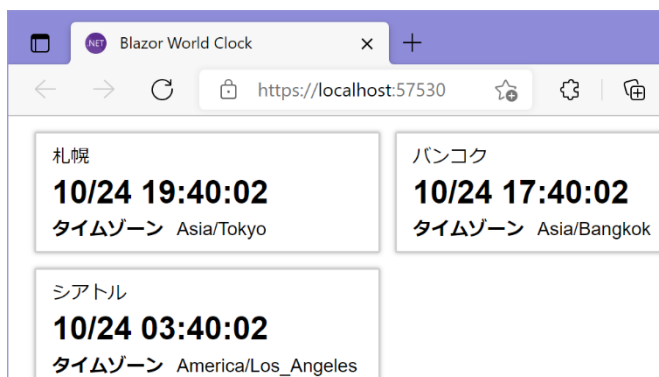 NET Blazor World Clock
https://localhost:57530
札幌
10/24 19:40:02
タイムゾーン Asia/Tokyo
バンコク
10/24 17:40:02
タイムゾーン Asia/Bangkok
シアトル
10/24 03:40:02
タイムゾーン America/Los_Angeles